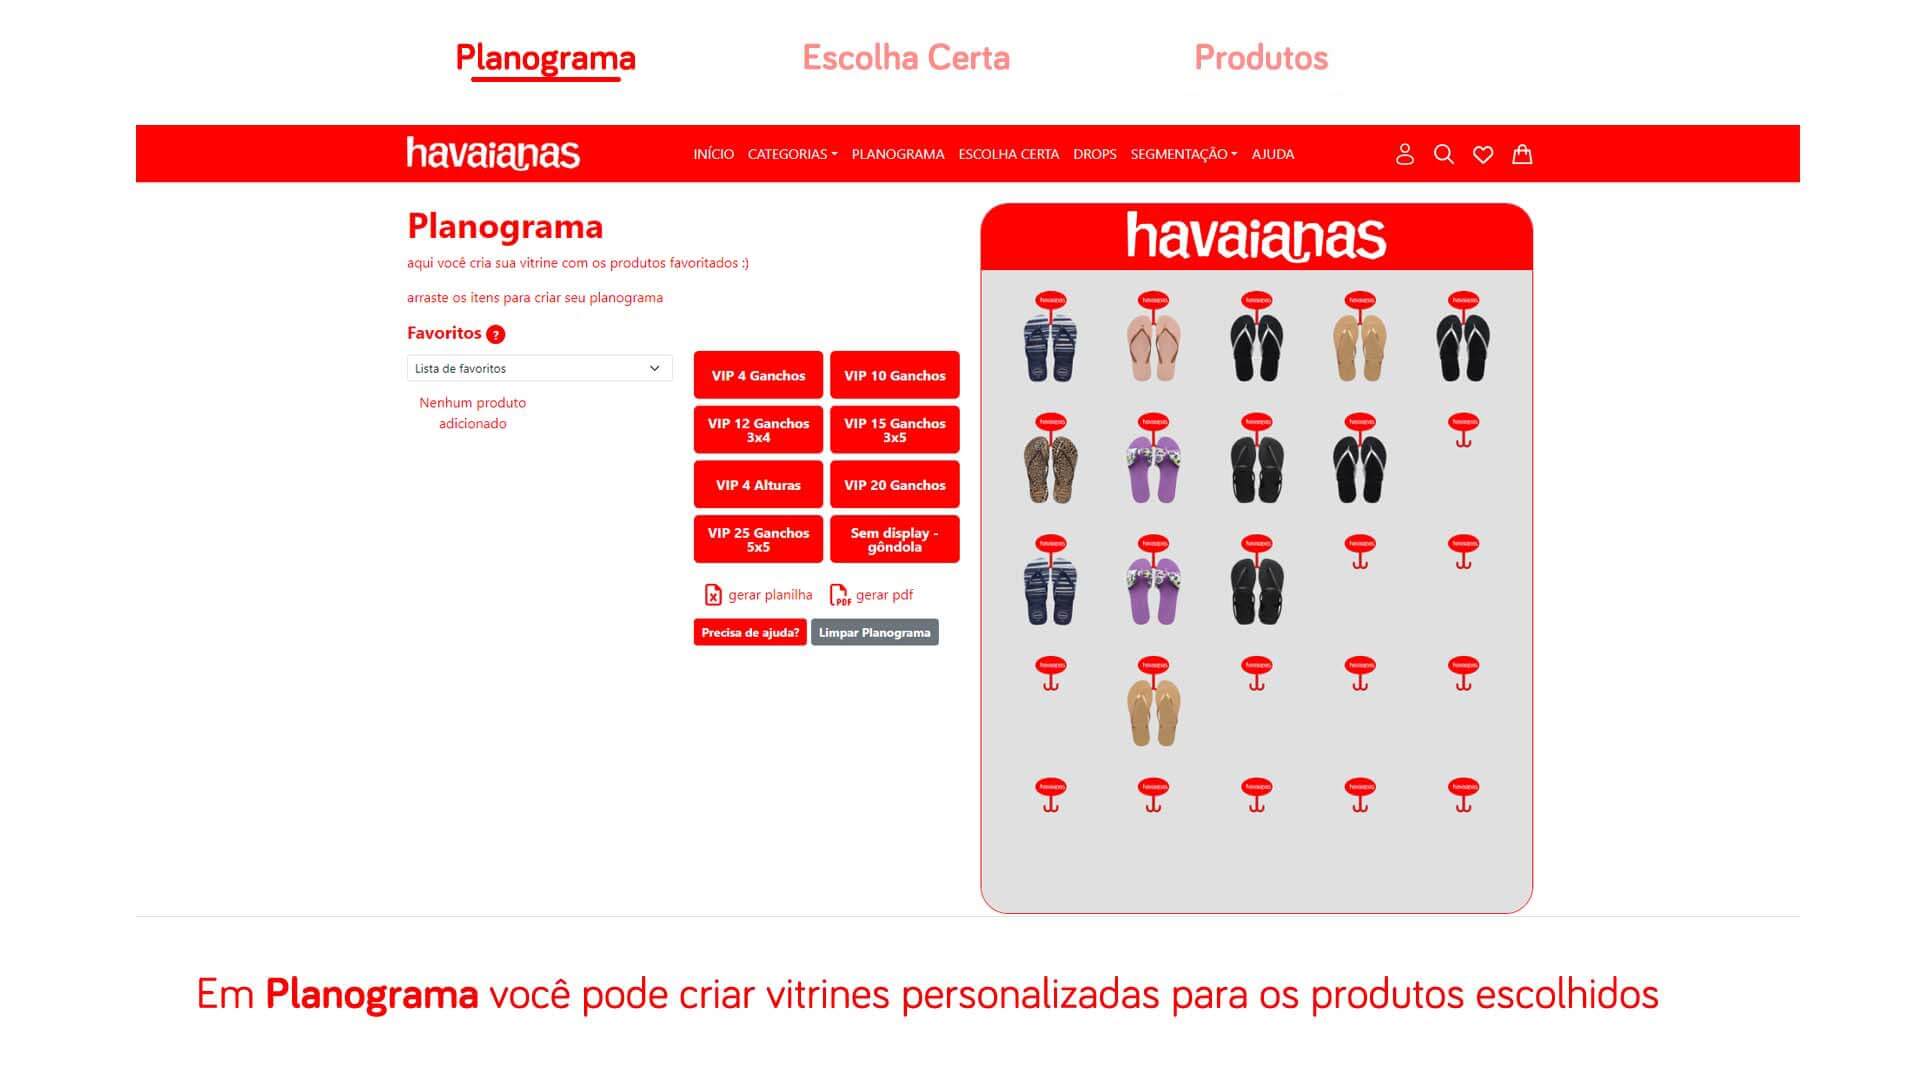 Planograma
Escolha Certa
Produtos
havaianas
INÍCIO
CATEGORIAS
PLANOGRAMA
ESCOLHA CERTA
DROPS
SEGMENTAÇÃO
AJUDA
Planograma
aqui você cria sua vitrine com os produtos favoritados :)
arraste os itens para criar seu planograma
Favoritos ?
Lista de favoritos
Nenhum produto
adicionado
VIP 4 Ganchos
VIP 10 Ganchos
VIP 12 Ganchos
3x4
VIP 15 Ganchos
3x5
VIP 4 Alturas
VIP 20 Ganchos
VIP 25 Ganchos
5x5
Sem display -
gôndola
gerar planilha
PDF
gerar pdf
Precisa de ajuda?
Limpar Planograma
havaianas
Em Planograma você pode criar vitrines personalizadas para os produtos escolhidos